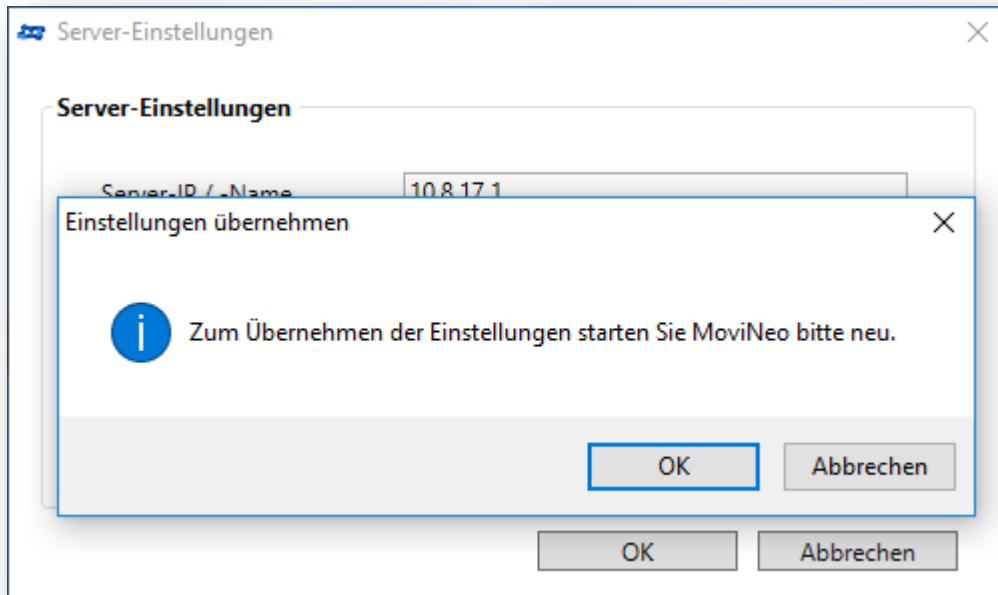 Server-Einstellungen
Server-Einstellungen
Server-IP / -Name 10.8.17.1
Einstellungen übernehmen
Zum Übernehmen der Einstellungen starten Sie MoviNeo bitte neu.
OK Abbrechen
OK Abbrechen